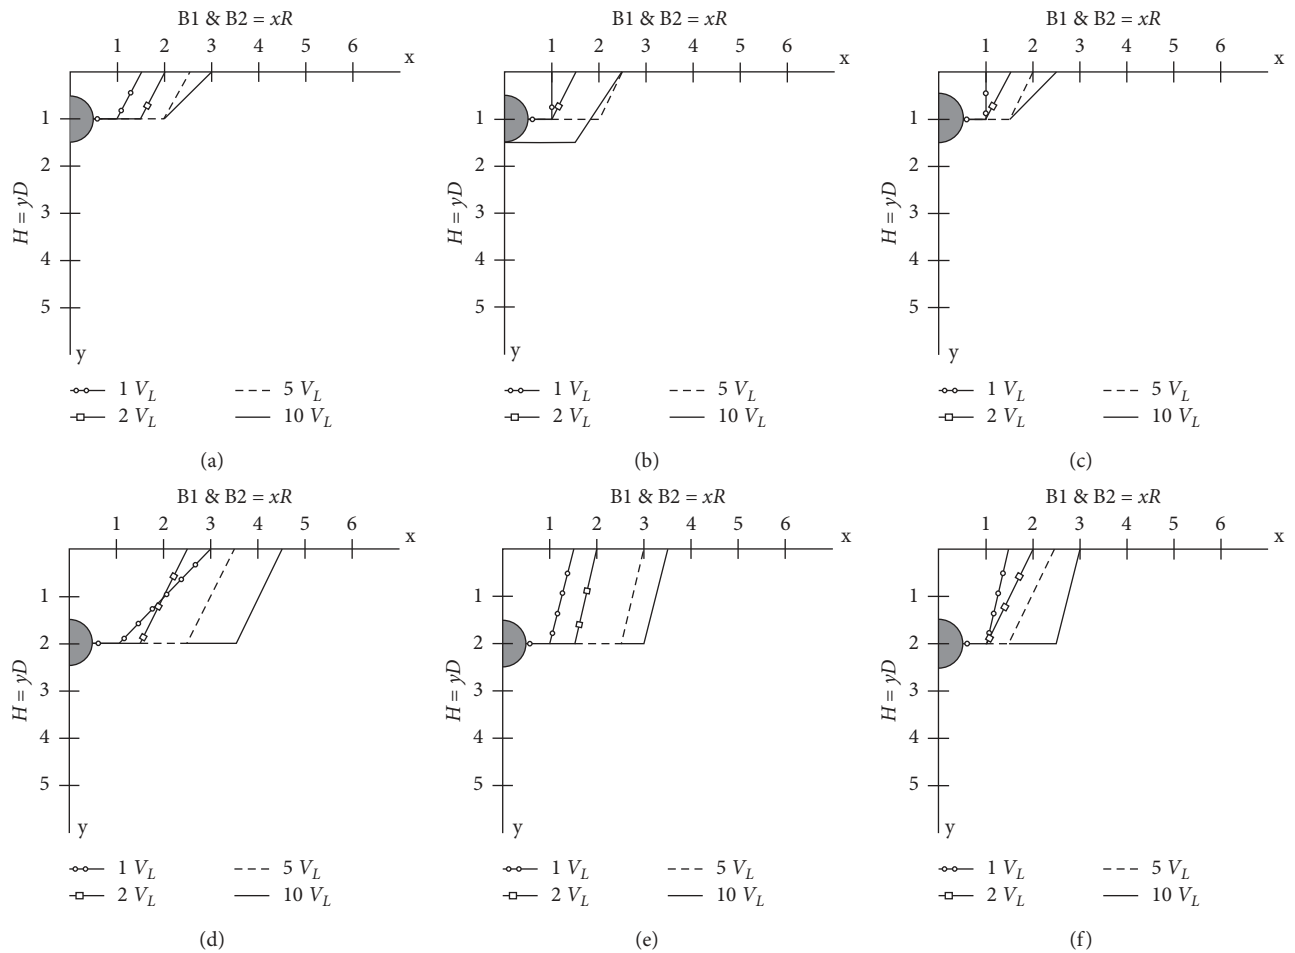 B1 & B2 = xR
1 2 3 4 5 6 x
1
2
3
4
5
H = yD
y
1 V_L 5 V_L
2 V_L 10 V_L
(a)
B1 & B2 = xR
1 2 3 4 5 6 x
1
2
3
4
5
H = yD
y
1 V_L 5 V_L
2 V_L 10 V_L
(b)
B1 & B2 = xR
1 2 3 4 5 6 x
1
2
3
4
5
H = yD
y
1 V_L 5 V_L
2 V_L 10 V_L
(c)
B1 & B2 = xR
1 2 3 4 5 6 x
1
2
3
4
5
H = yD
y
1 V_L 5 V_L
2 V_L 10 V_L
(d)
B1 & B2 = xR
1 2 3 4 5 6 x
1
2
3
4
5
H = yD
y
1 V_L 5 V_L
2 V_L 10 V_L
(e)
B1 & B2 = xR
1 2 3 4 5 6 x
1
2
3
4
5
H = yD
y
1 V_L 5 V_L
2 V_L 10 V_L
(f)